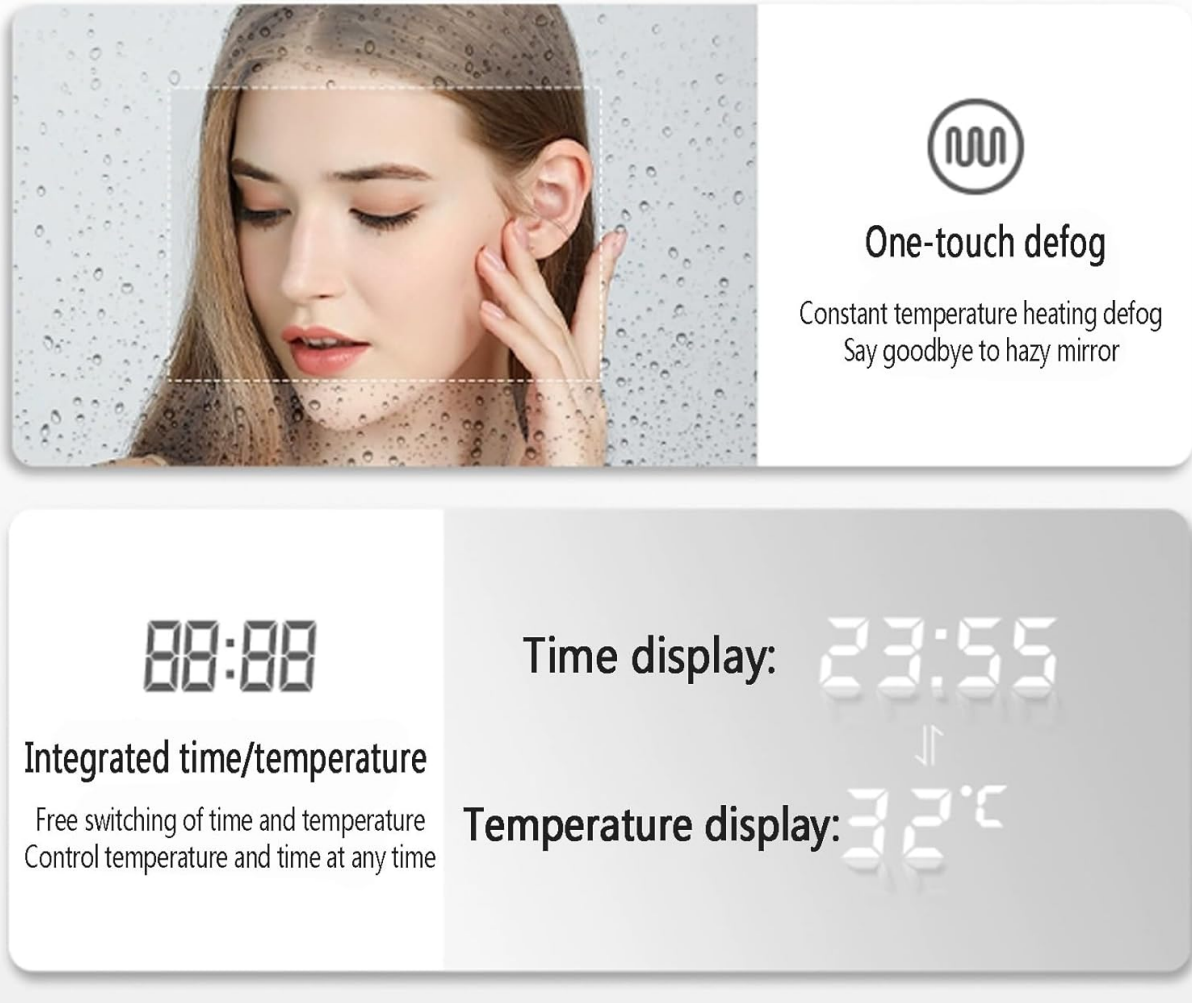 One-touch defog
Constant temperature heating defog
Say goodbye to hazy mirror
88:88
Integrated time/temperature
Free switching of time and temperature
Control temperature and time at any time
Time display: 23:55
Temperature display: 32°C